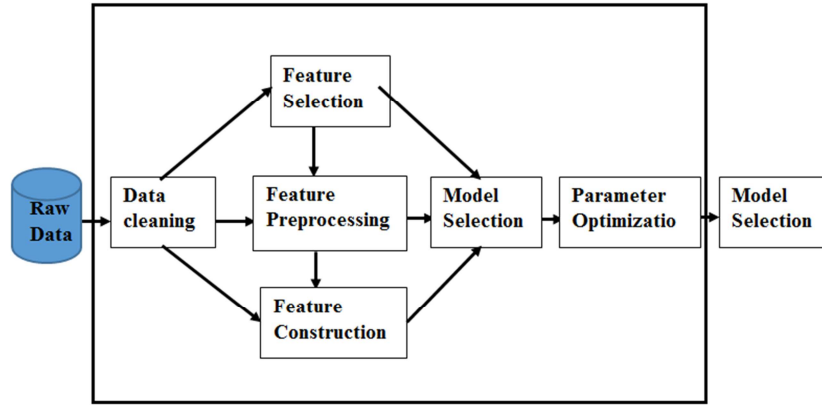 Feature
Selection
Raw
Data
Data
cleaning
Feature
Preprocessing
Model
Selection
Parameter
Optimizatio
Model
Selection
Feature
Construction